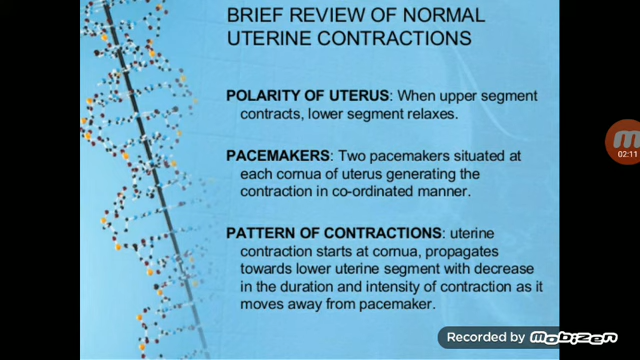 BRIEF REVIEW OF NORMAL
UTERINE CONTRACTIONS
POLARITY OF UTERUS: When upper segment
contracts, lower segment relaxes.
PACEMAKERS: Two pacemakers situated at
each cornua of uterus generating the
contraction in co-ordinated manner.
PATTERN OF CONTRACTIONS: uterine
contraction starts at cornua, propagates
towards lower uterine segment with decrease
in the duration and intensity of contraction as it
moves away from pacemaker.
02:11
Recorded by mobizen